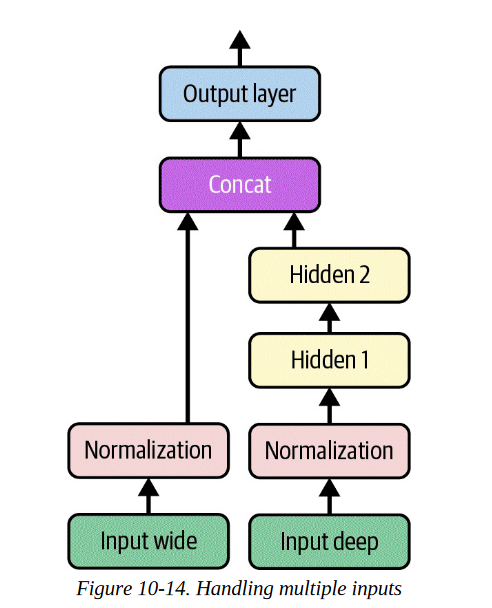 Output layer
Concat
Hidden 2
Hidden 1
Normalization
Normalization
Input wide
Input deep
Figure 10-14. Handling multiple inputs